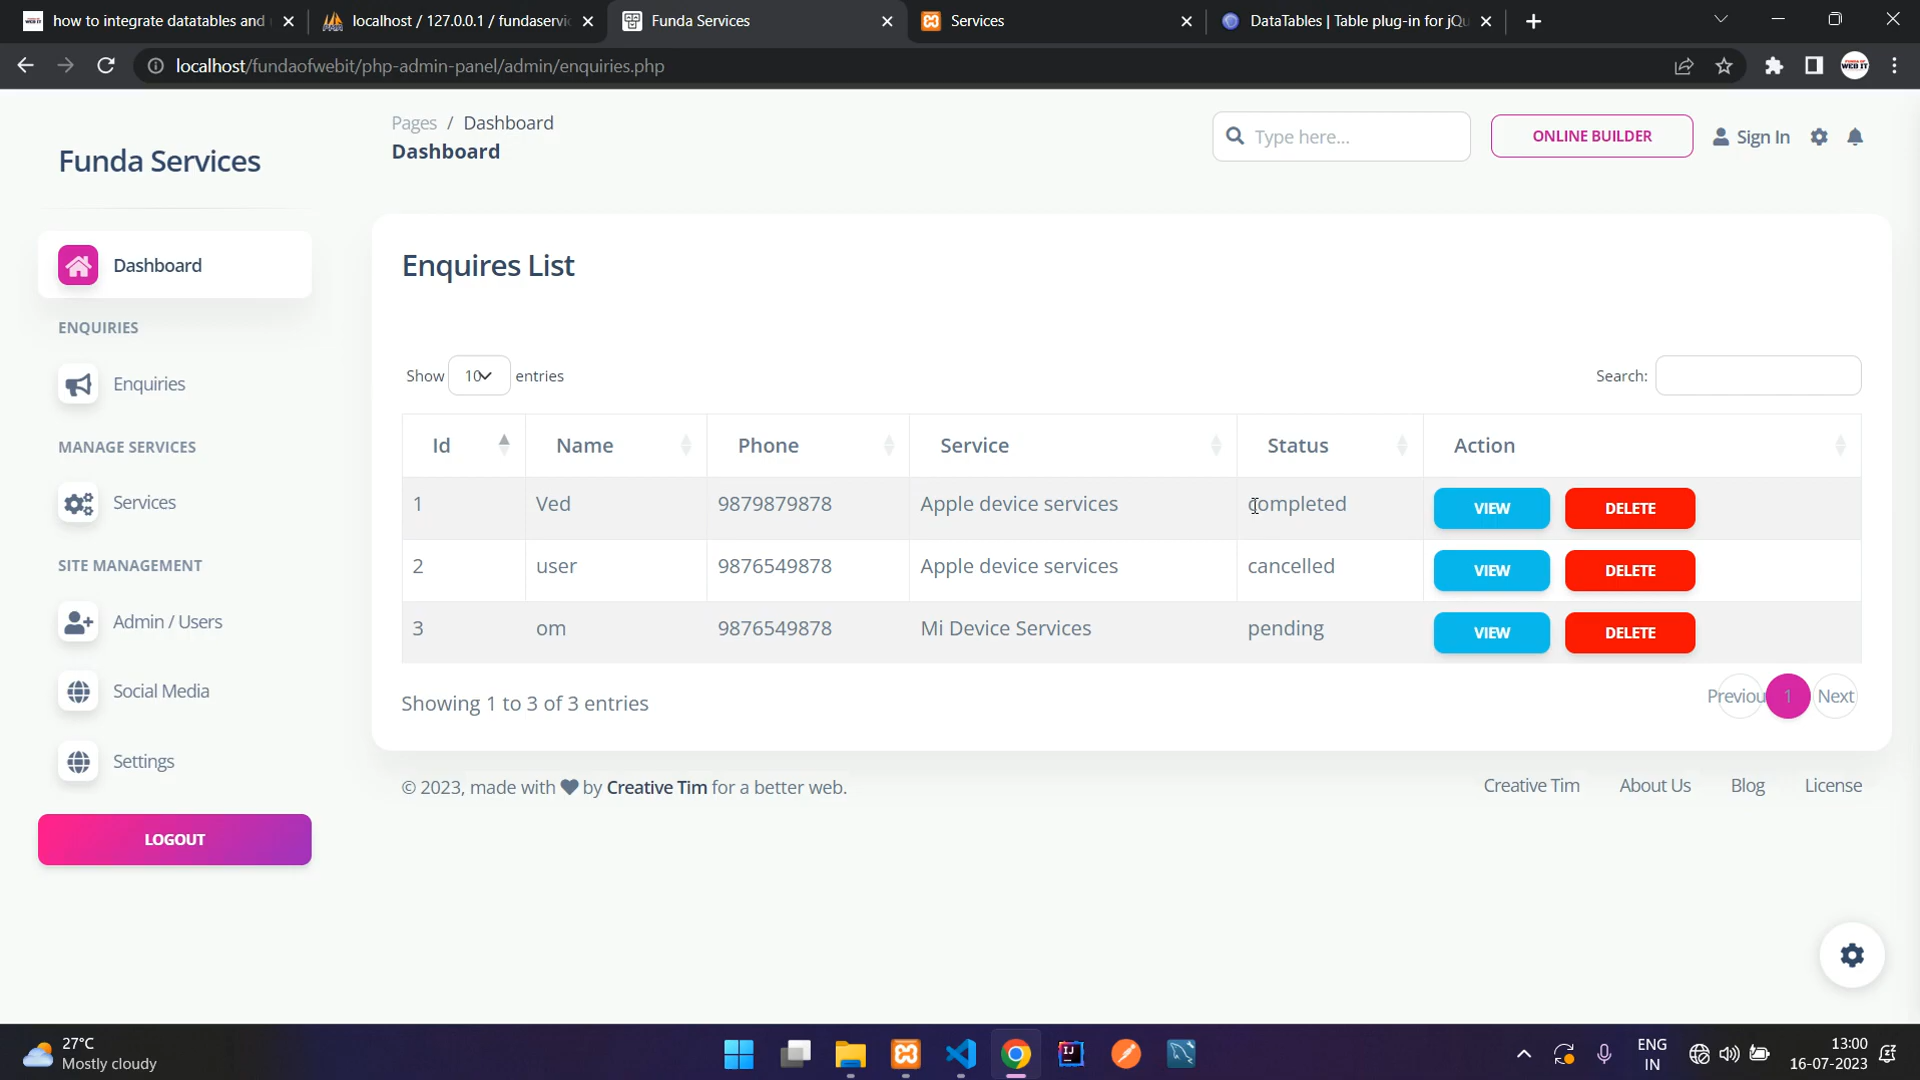 how to integrate datatables and
localhost / 127.0.0.1 / fundaservic
Funda Services
Services
DataTables | Table plug-in for jQu
localhost/fundaofwebit/php-admin-panel/admin/enquiries.php
WEB IT
Funda Services
Dashboard
ENQUIRIES
Enquiries
MANAGE SERVICES
Services
SITE MANAGEMENT
Admin / Users
Social Media
Settings
LOGOUT
Pages / Dashboard
Dashboard
Type here...
ONLINE BUILDER
Sign In
Enquires List
Show 10 entries
Search:
Id Name Phone Service Status Action
1 Ved 9879879878 Apple device services completed VIEW DELETE
2 user 9876549878 Apple device services cancelled VIEW DELETE
3 om 9876549878 Mi Device Services pending VIEW DELETE
Showing 1 to 3 of 3 entries
Previou 1 Next
© 2023, made with ♥ by Creative Tim for a better web.
Creative Tim About Us Blog License
27°C
Mostly cloudy
ENG
IN
13:00
16-07-2023